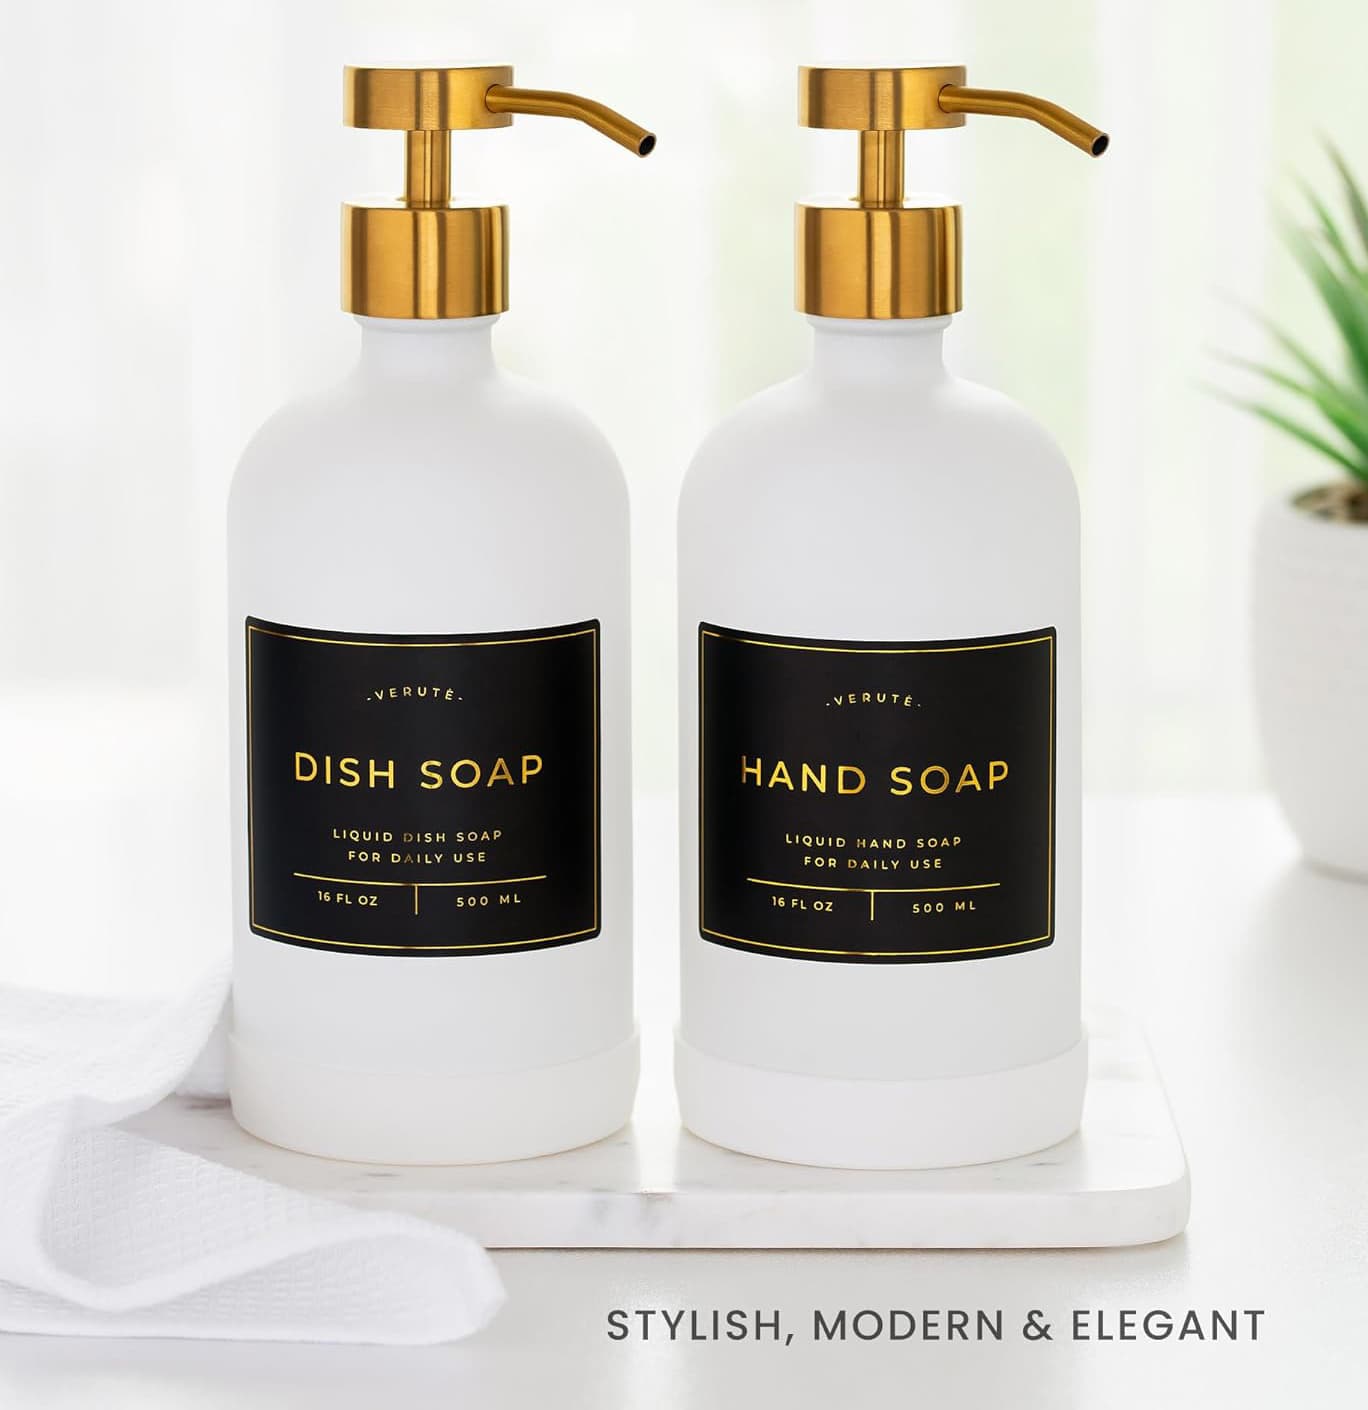 -VERUTÉ-
DISH SOAP
LIQUID DISH SOAP
FOR DAILY USE
16 FL OZ
500 ML
-VERUTÉ-
HAND SOAP
LIQUID HAND SOAP
FOR DAILY USE
16 FL OZ
500 ML
STYLISH, MODERN & ELEGANT